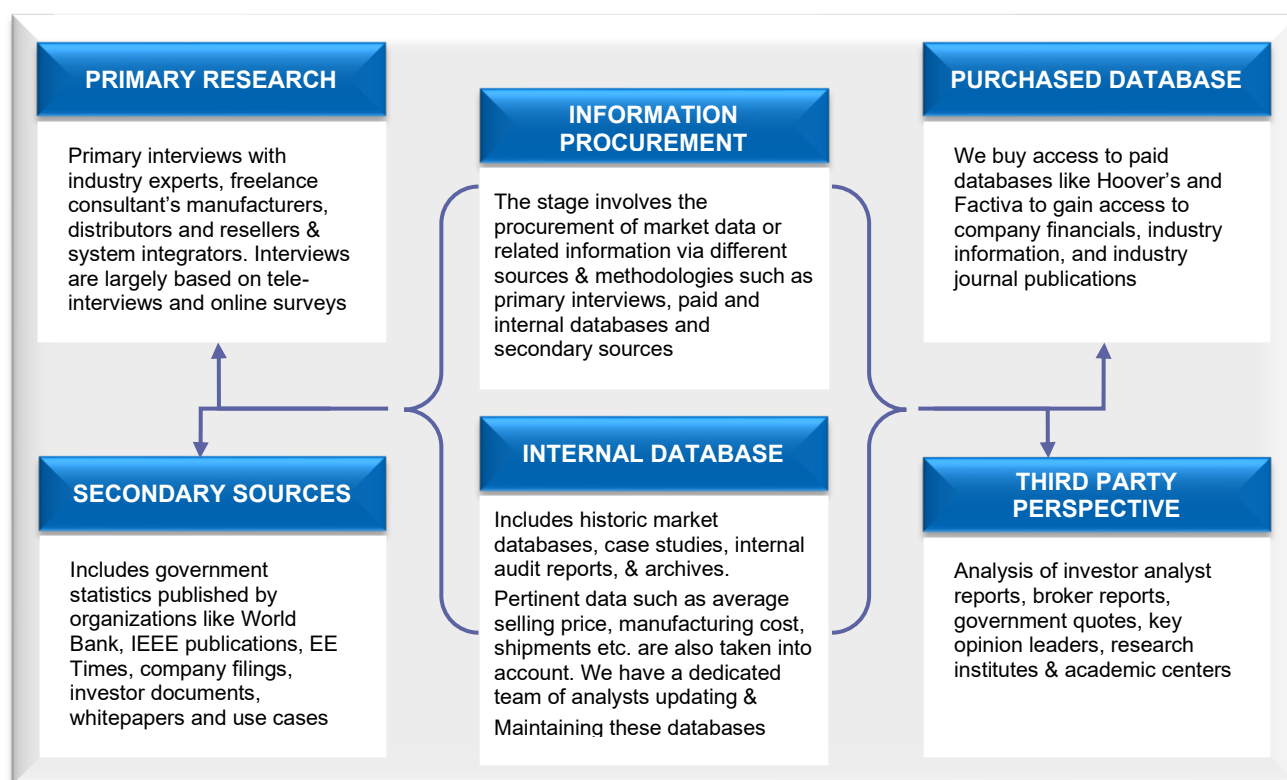 PRIMARY RESEARCH
Primary interviews with
industry experts, freelance
consultant’s manufacturers,
distributors and resellers &
system integrators. Interviews
are largely based on tele-
interviews and online surveys
INFORMATION
PROCUREMENT
The stage involves the
procurement of market data or
related information via different
sources & methodologies such as
primary interviews, paid and
internal databases and
secondary sources
PURCHASED DATABASE
We buy access to paid
databases like Hoover’s and
Factiva to gain access to
company financials, industry
information, and industry
journal publications
SECONDARY SOURCES
Includes government
statistics published by
organizations like World
Bank, IEEE publications, EE
Times, company filings,
investor documents,
whitepapers and use cases
INTERNAL DATABASE
Includes historic market
databases, case studies, internal
audit reports, & archives.
Pertinent data such as average
selling price, manufacturing cost,
shipments etc. are also taken into
account. We have a dedicated
team of analysts updating &
Maintaining these databases
THIRD PARTY
PERSPECTIVE
Analysis of investor analyst
reports, broker reports,
government quotes, key
opinion leaders, research
institutes & academic centers